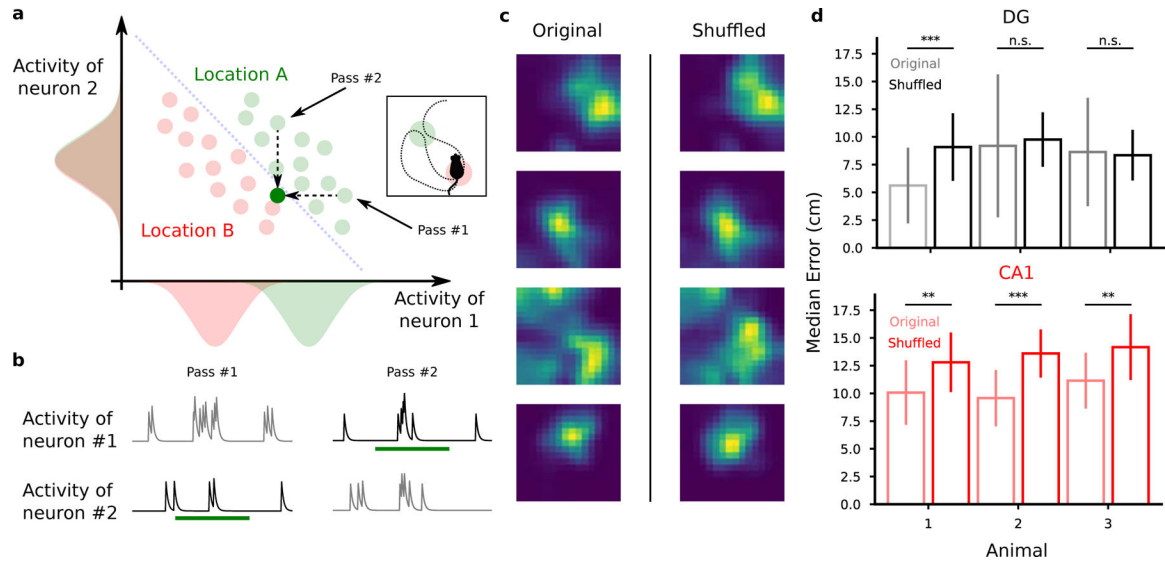 a
Activity of
neuron 2
Location A
Pass #2
Location B
Pass #1
Activity of
neuron 1
b
Pass #1
Pass #2
Activity of
neuron #1
Activity of
neuron #2
c
Original
Shuffled
d
DG
Median Error (cm)
17.5
15.0
12.5
10.0
7.5
5.0
2.5
0.0
Original
Shuffled
***
n.s.
n.s.
CA1
17.5
15.0
12.5
10.0
7.5
5.0
2.5
0.0
Original
Shuffled
**
***
**
1
2
3
Animal